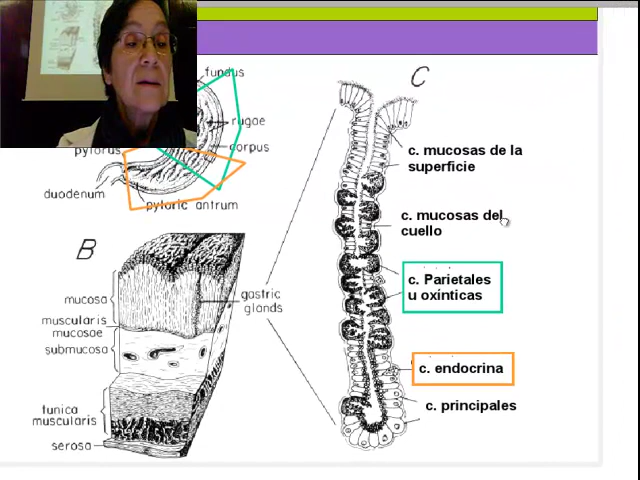 fundus
rugae
corpus
pylorus
duodenum
pyloric antrum
B
mucosa
muscularis
mucosae
submucosa
tunica
muscularis
serosa
gastric
glands
C
c. mucosas de la
superficie
c. mucosas del
cuello
c. Parietales
u oxínticas
c. endocrina
c. principales